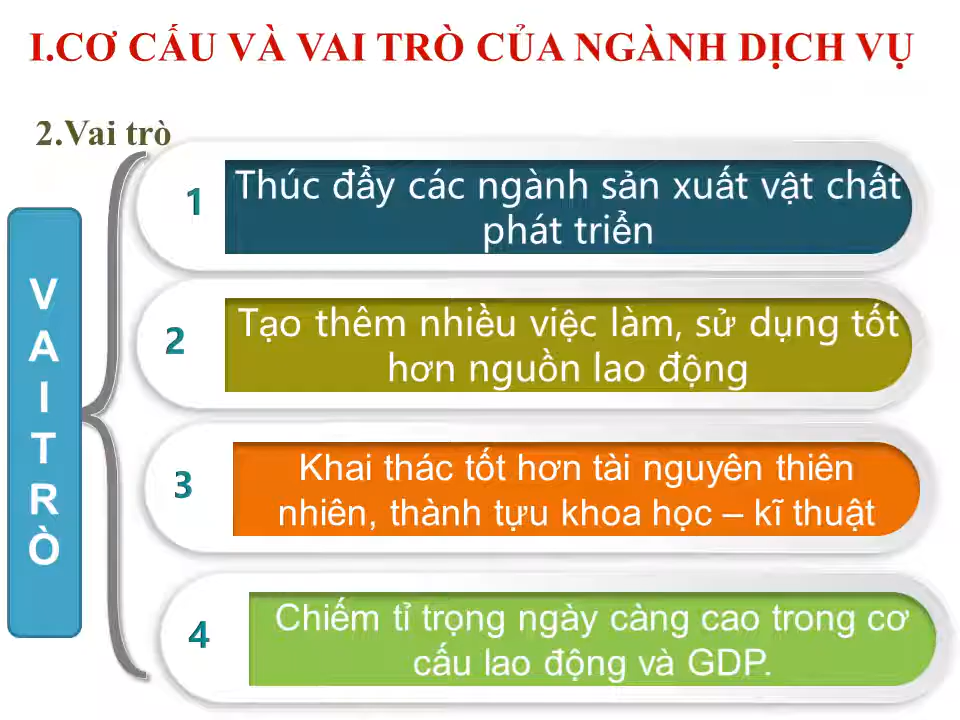 I.CƠ CẤU VÀ VAI TRÒ CỦA NGÀNH DỊCH VỤ
2.Vai trò
V
A
I
T
R
Ò
1
Thúc đẩy các ngành sản xuất vật chất
phát triển
2
Tạo thêm nhiều việc làm, sử dụng tốt
hơn nguồn lao động
3
Khai thác tốt hơn tài nguyên thiên
nhiên, thành tựu khoa học – kĩ thuật
4
Chiếm tỉ trọng ngày càng cao trong cơ
cấu lao động và GDP.